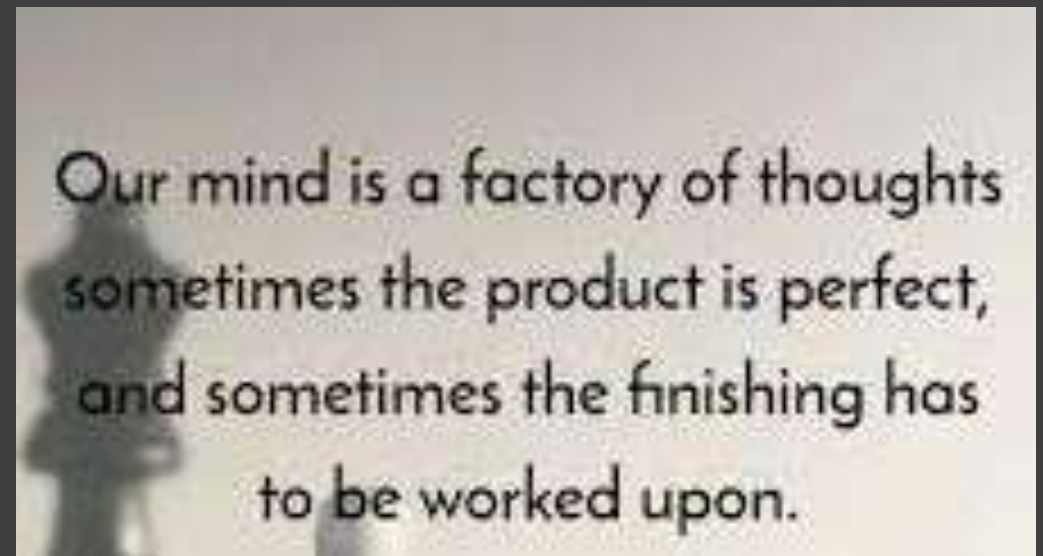 Our mind is a factory of thoughts
sometimes the product is perfect,
and sometimes the finishing has
to be worked upon.